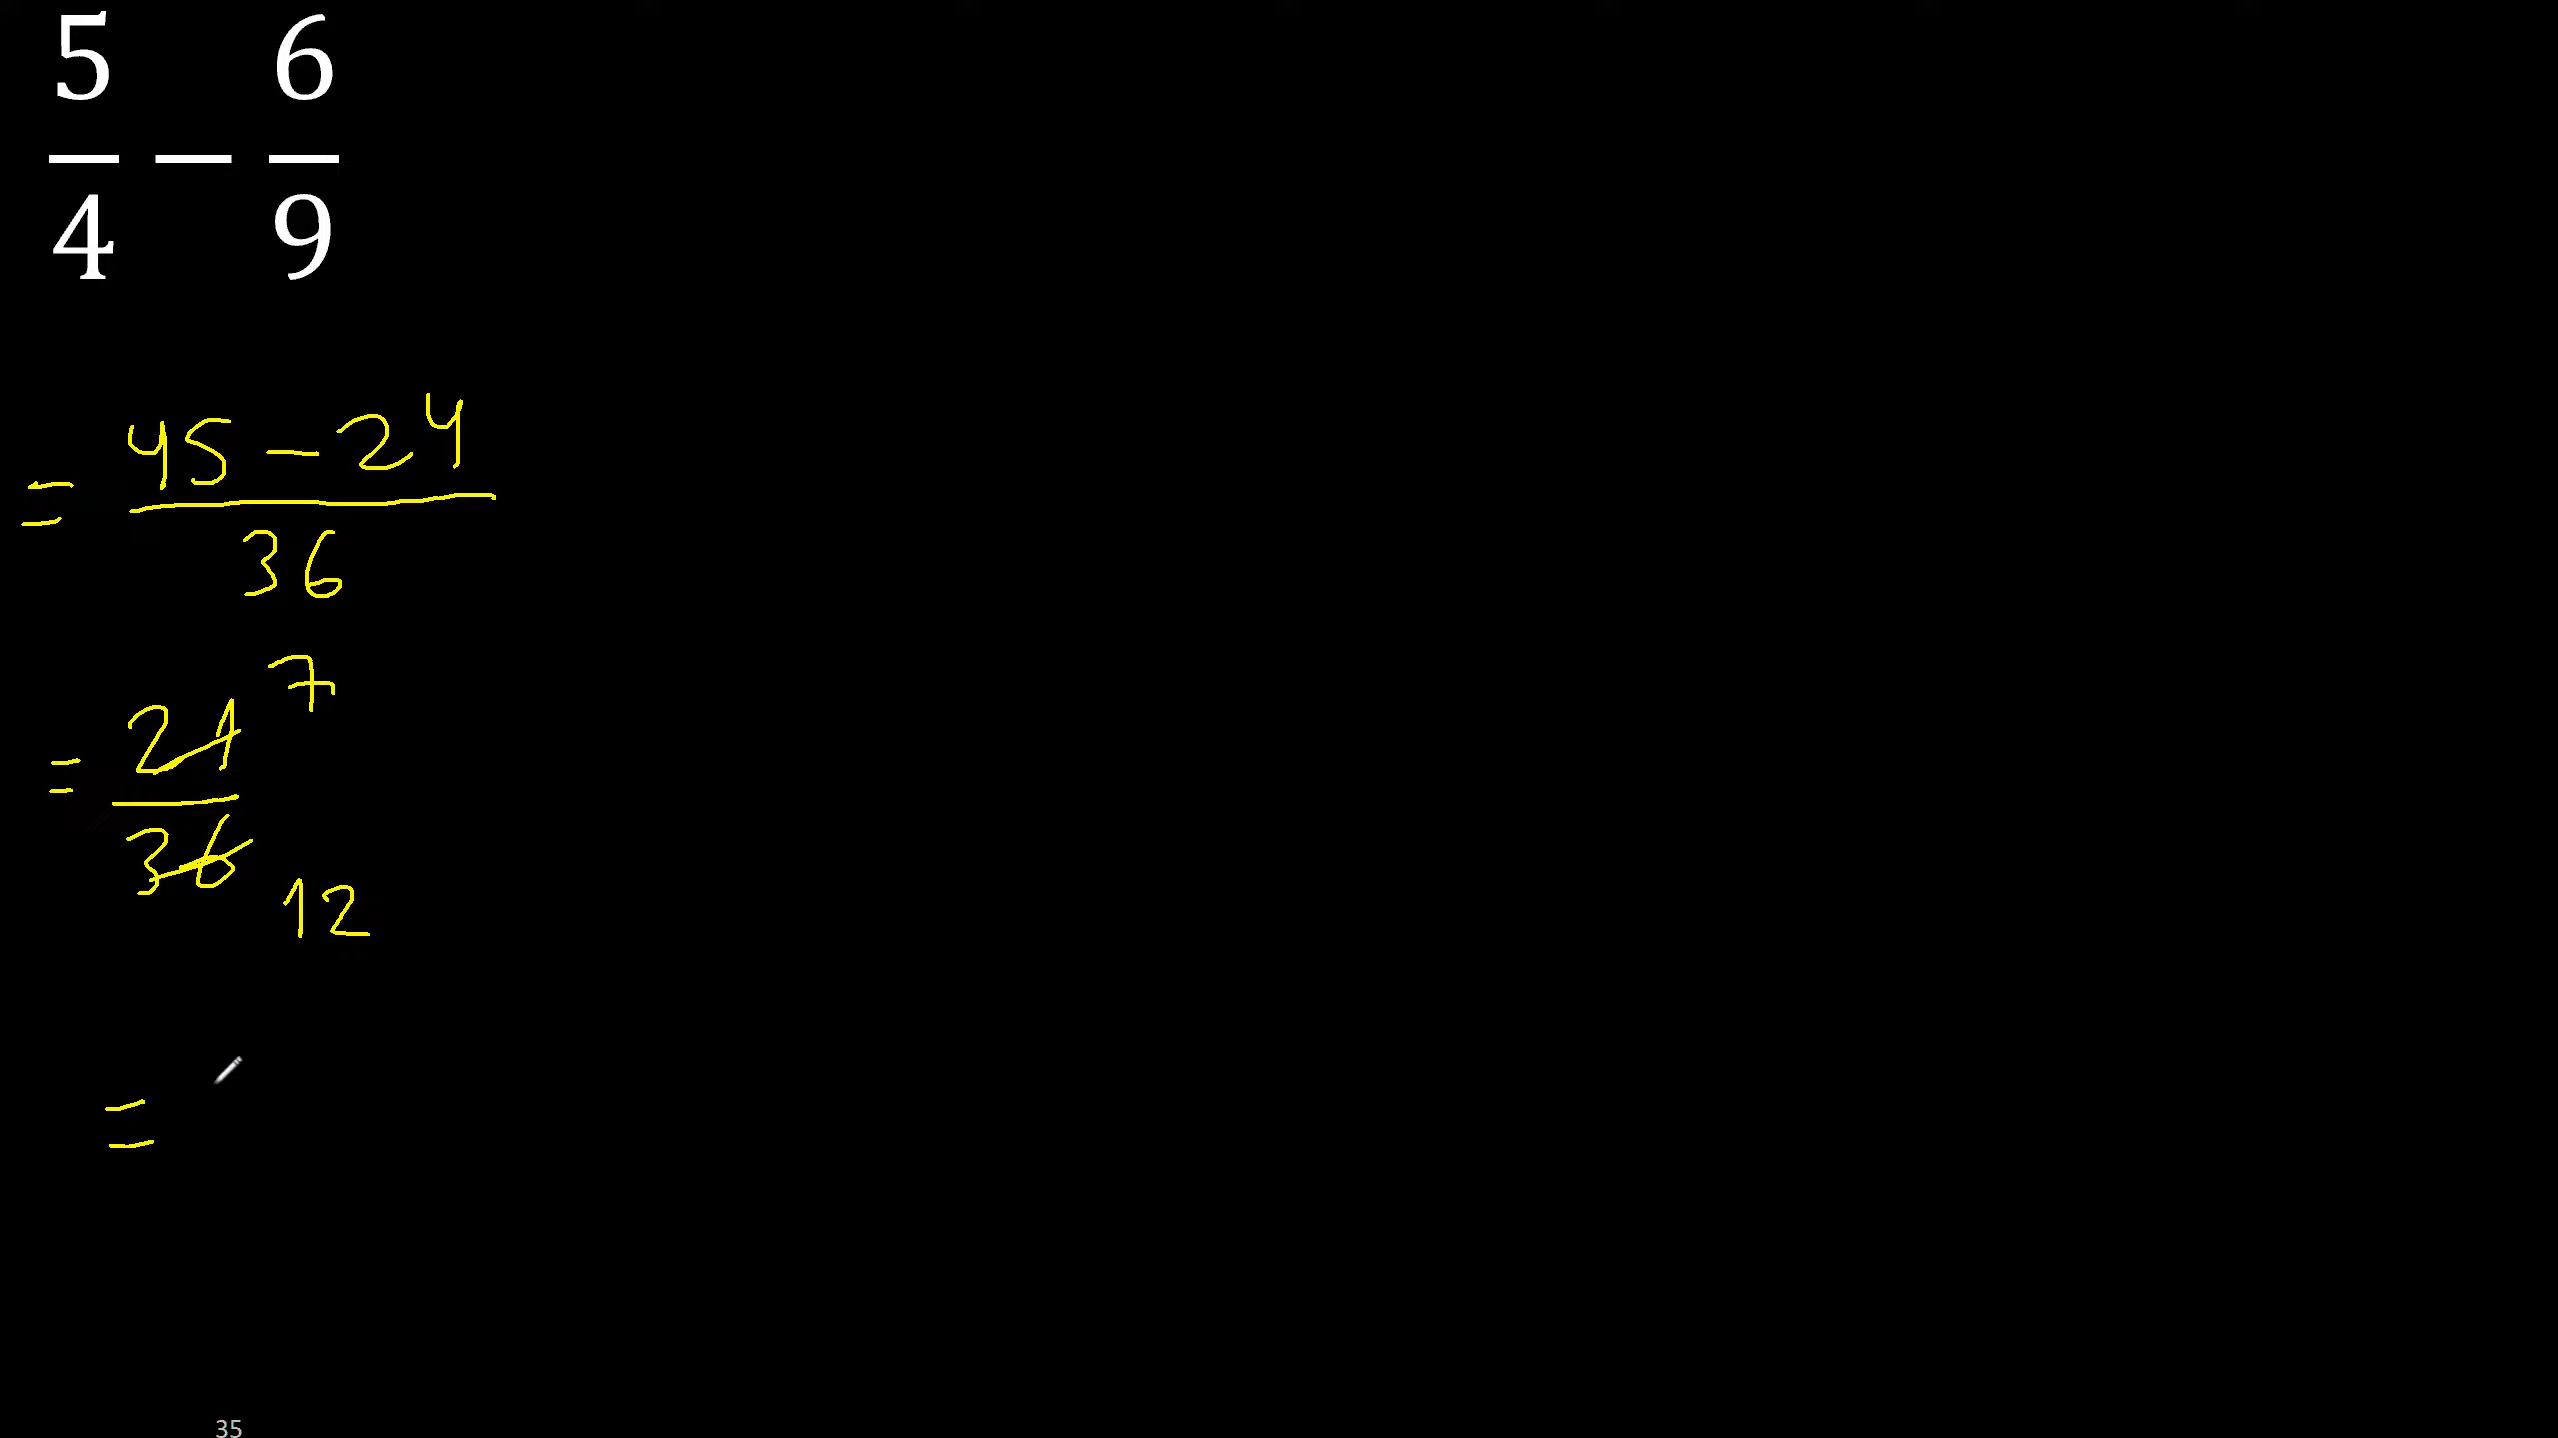 5/4 − 6/9
= 45 − 24 / 36
= 21/36 7 12
=
35